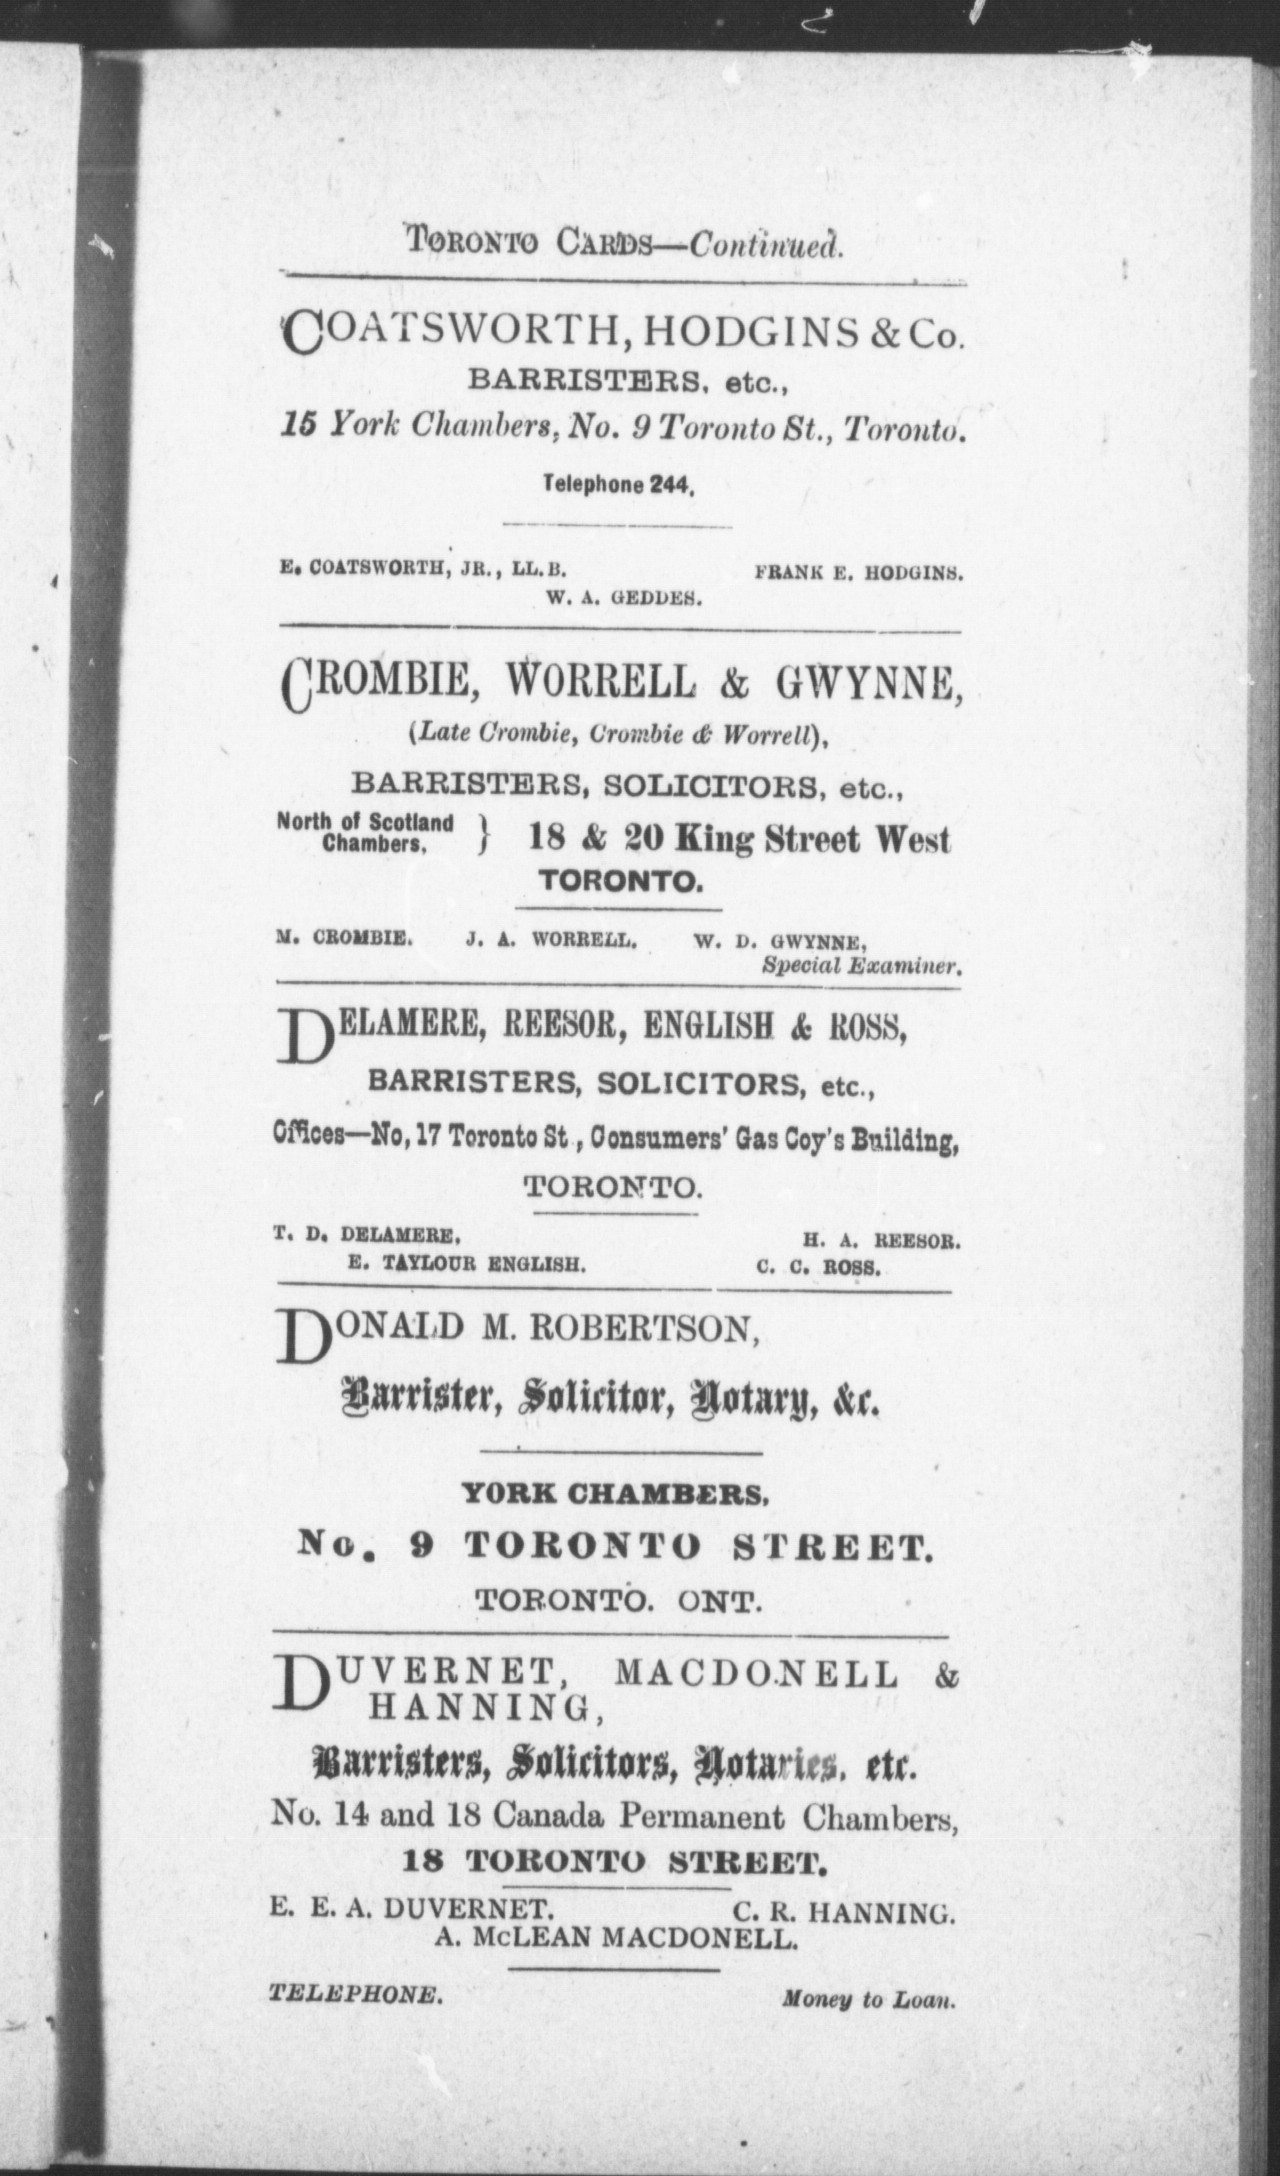 TORONTO CARDS—Continued.
COATSWORTH, HODGINS & Co.
BARRISTERS, etc.,
15 York Chambers, No. 9 Toronto St., Toronto.
Telephone 244.
E. COATSWORTH, JR., LL.B. FRANK E. HODGINS.
W. A. GEDDES.
CROMBIE, WORRELL & GWYNNE,
(Late Crombie, Crombie & Worrell),
BARRISTERS, SOLICITORS, etc.,
North of Scotland Chambers, } 18 & 20 King Street West
TORONTO.
M. CROMBIE. J. A. WORRELL. W. D. GWYNNE,
Special Examiner.
DELAMERE, REESOR, ENGLISH & ROSS,
BARRISTERS, SOLICITORS, etc.,
Offices—No, 17 Toronto St., Consumers' Gas Coy's Building,
TORONTO.
T. D. DELAMERE. H. A. REESOR.
E. TAYLOUR ENGLISH. C. C. ROSS.
DONALD M. ROBERTSON,
Barrister, Solicitor, Notary, &c.
YORK CHAMBERS,
No. 9 TORONTO STREET.
TORONTO. ONT.
DUVERNET, MACDONELL &
HANNING,
Barristers, Solicitors, Notaries, etc.
No. 14 and 18 Canada Permanent Chambers,
18 TORONTO STREET.
E. E. A. DUVERNET. C. R. HANNING.
A. McLEAN MACDONELL.
TELEPHONE. Money to Loan.